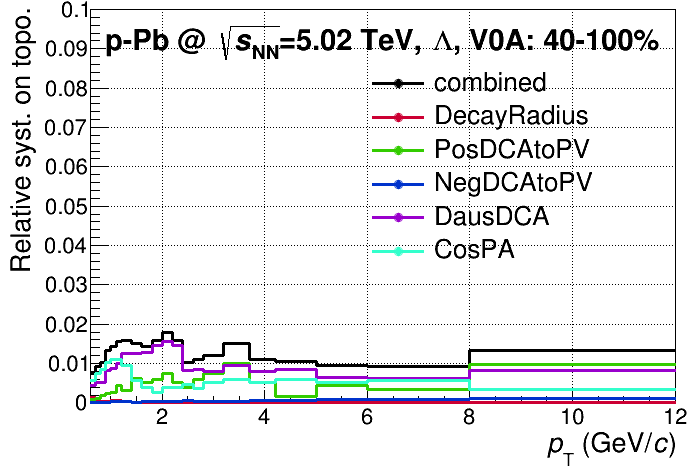 p-Pb @ √sNN=5.02 TeV, Λ, V0A: 40-100%
Relative syst. on topo.
combined
DecayRadius
PosDCAtoPV
NegDCAtoPV
DausDCA
CosPA
0.1
0.09
0.08
0.07
0.06
0.05
0.04
0.03
0.02
0.01
0
2 4 6 8 10 12
pT (GeV/c)